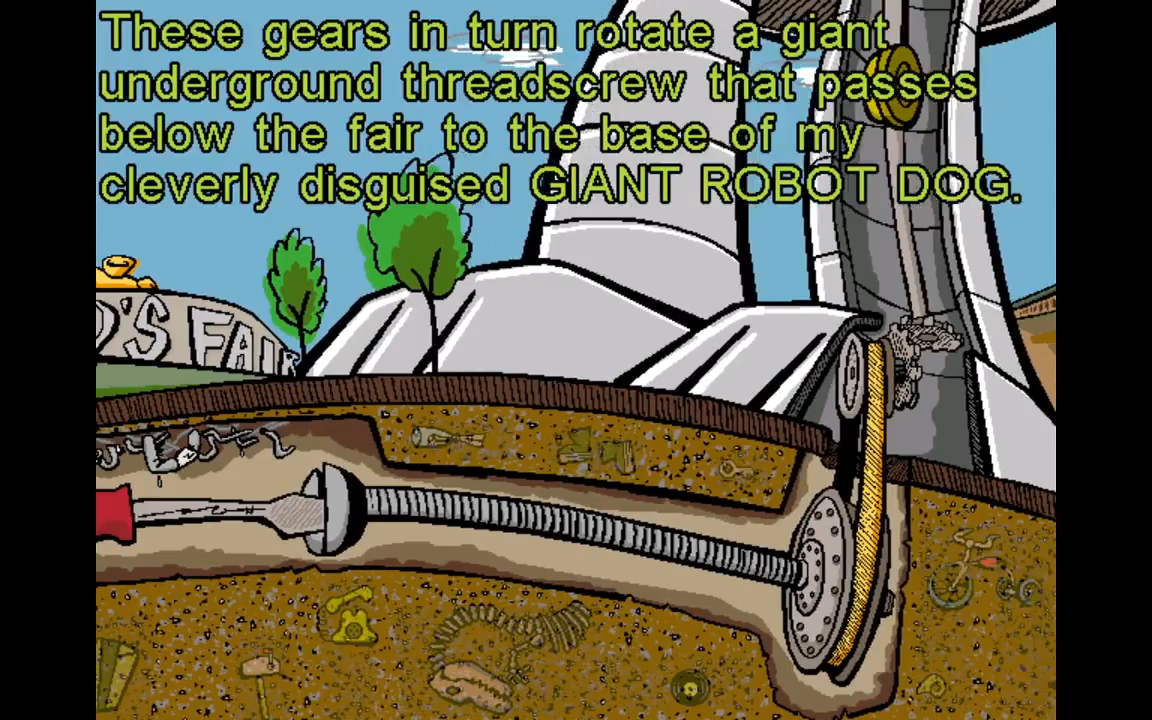 These gears in turn rotate a giant
underground threadscrew that passes
below the fair to the base of my
cleverly disguised GIANT ROBOT DOG.
D'S FAIR